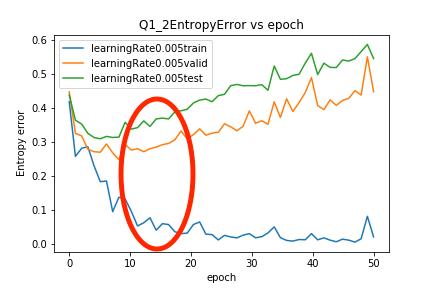 Q1_2EntropyError vs epoch
learningRate0.005train
learningRate0.005valid
learningRate0.005test
Entropy error
0.6
0.5
0.4
0.3
0.2
0.1
0.0
0
10
20
30
40
50
epoch